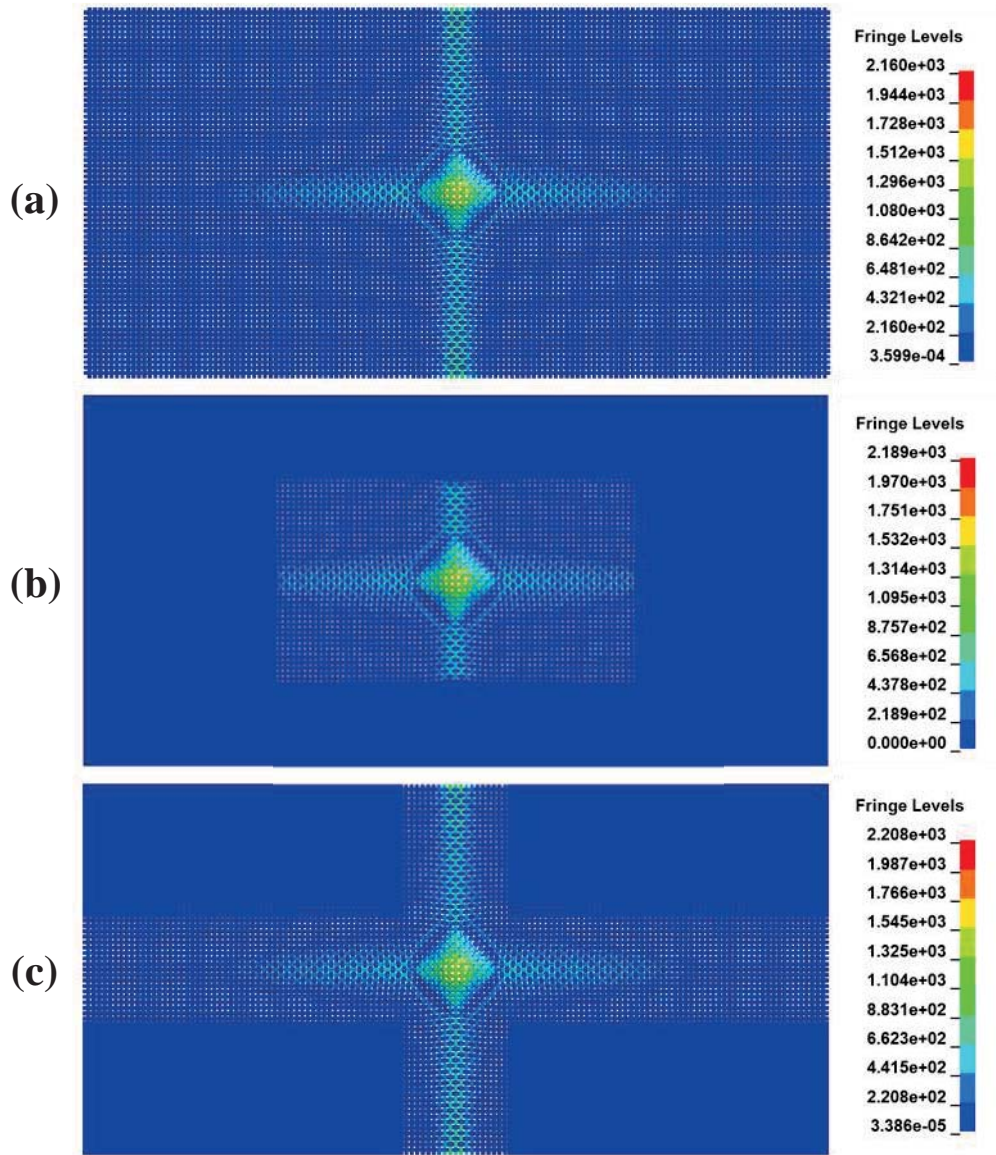 (a)
Fringe Levels
2.160e+03
1.944e+03
1.728e+03
1.512e+03
1.296e+03
1.080e+03
8.642e+02
6.481e+02
4.321e+02
2.160e+02
3.599e-04
(b)
Fringe Levels
2.189e+03
1.970e+03
1.751e+03
1.532e+03
1.314e+03
1.095e+03
8.757e+02
6.568e+02
4.378e+02
2.189e+02
0.000e+00
(c)
Fringe Levels
2.208e+03
1.987e+03
1.766e+03
1.545e+03
1.325e+03
1.104e+03
8.831e+02
6.623e+02
4.415e+02
2.208e+02
3.386e-05